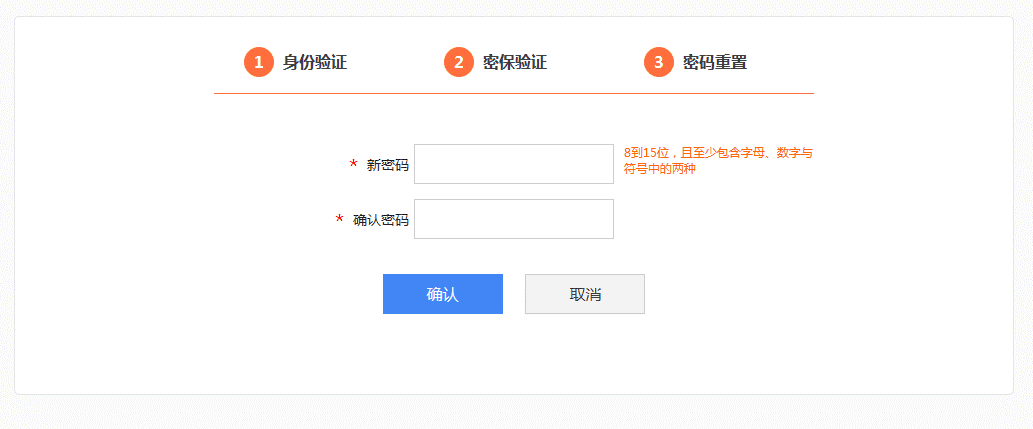 1 身份验证 2 密保验证 3 密码重置
* 新密码 8到15位，且至少包含字母、数字与
符号中的两种
* 确认密码
确认 取消